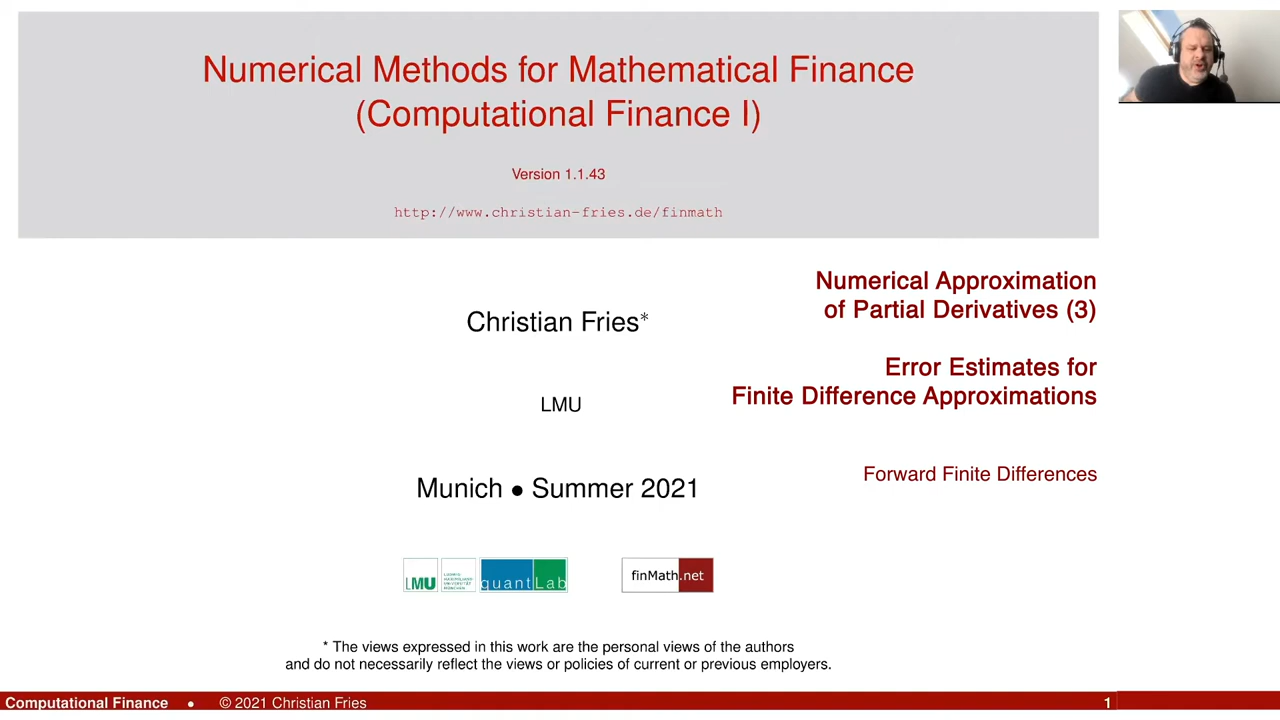 Numerical Methods for Mathematical Finance
(Computational Finance I)
Version 1.1.43
http://www.christian-fries.de/finmath
Numerical Approximation
of Partial Derivatives (3)
Christian Fries*
Error Estimates for
Finite Difference Approximations
LMU
Forward Finite Differences
Munich • Summer 2021
LMU
quantLab
finMath.net
* The views expressed in this work are the personal views of the authors
and do not necessarily reflect the views or policies of current or previous employers.
Computational Finance • © 2021 Christian Fries
1